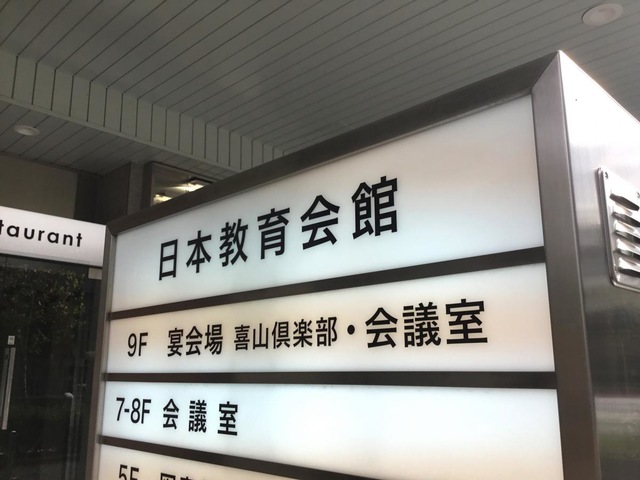 taurant
日本教育会館
9F 宴会場 喜山倶楽部・会議室
7-8F 会議室
5F